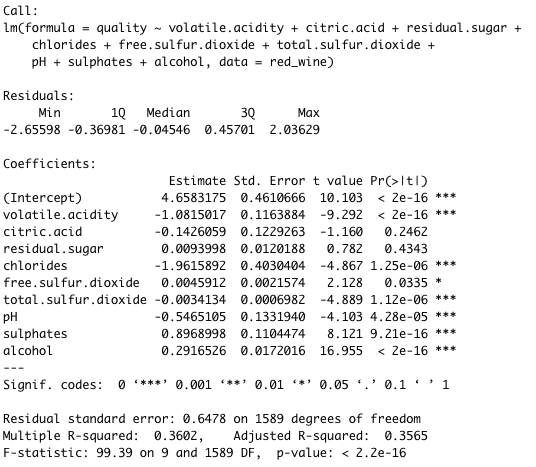 Call:
lm(formula = quality ~ volatile.acidity + citric.acid + residual.sugar +
    chlorides + free.sulfur.dioxide + total.sulfur.dioxide +
    pH + sulphates + alcohol, data = red_wine)

Residuals:
     Min       1Q   Median       3Q      Max
-2.65598 -0.36981 -0.04546  0.45701  2.03629

Coefficients:
                       Estimate Std. Error t value Pr(>|t|)
(Intercept)           4.6583175  0.4610666  10.103  < 2e-16 ***
volatile.acidity     -1.0815017  0.1163884  -9.292  < 2e-16 ***
citric.acid          -0.1426059  0.1229263  -1.160   0.2462
residual.sugar        0.0093998  0.0120188   0.782   0.4343
chlorides            -1.9615892  0.4030404  -4.867 1.25e-06 ***
free.sulfur.dioxide   0.0045912  0.0021574   2.128   0.0335 *
total.sulfur.dioxide -0.0034134  0.0006982  -4.889 1.12e-06 ***
pH                   -0.5465105  0.1331940  -4.103 4.28e-05 ***
sulphates             0.8968998  0.1104474   8.121 9.21e-16 ***
alcohol               0.2916526  0.0172016  16.955  < 2e-16 ***
---
Signif. codes:  0 ‘***’ 0.001 ‘**’ 0.01 ‘*’ 0.05 ‘.’ 0.1 ‘ ’ 1

Residual standard error: 0.6478 on 1589 degrees of freedom
Multiple R-squared:  0.3602,    Adjusted R-squared:  0.3565
F-statistic: 99.39 on 9 and 1589 DF,  p-value: < 2.2e-16